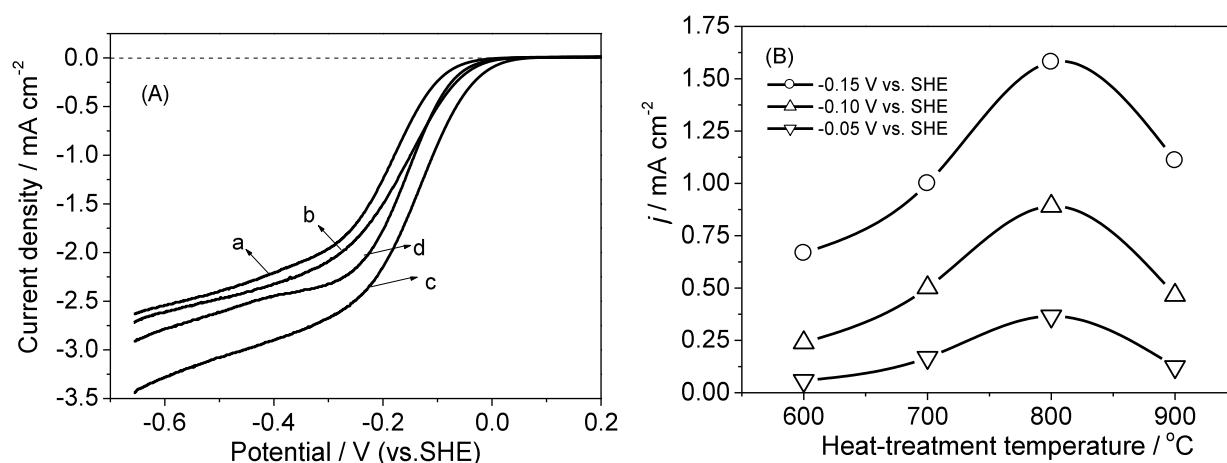 (A)
Current density / mA cm⁻²
0.0
-0.5
-1.0
-1.5
-2.0
-2.5
-3.0
-3.5
a
b
d
c
-0.6 -0.4 -0.2 0.0 0.2
Potential / V (vs.SHE)
(B)
j / mA cm⁻²
1.75
1.50
1.25
1.00
0.75
0.50
0.25
0.00
-0.15 V vs. SHE
-0.10 V vs. SHE
-0.05 V vs. SHE
600 700 800 900
Heat-treatment temperature / °C